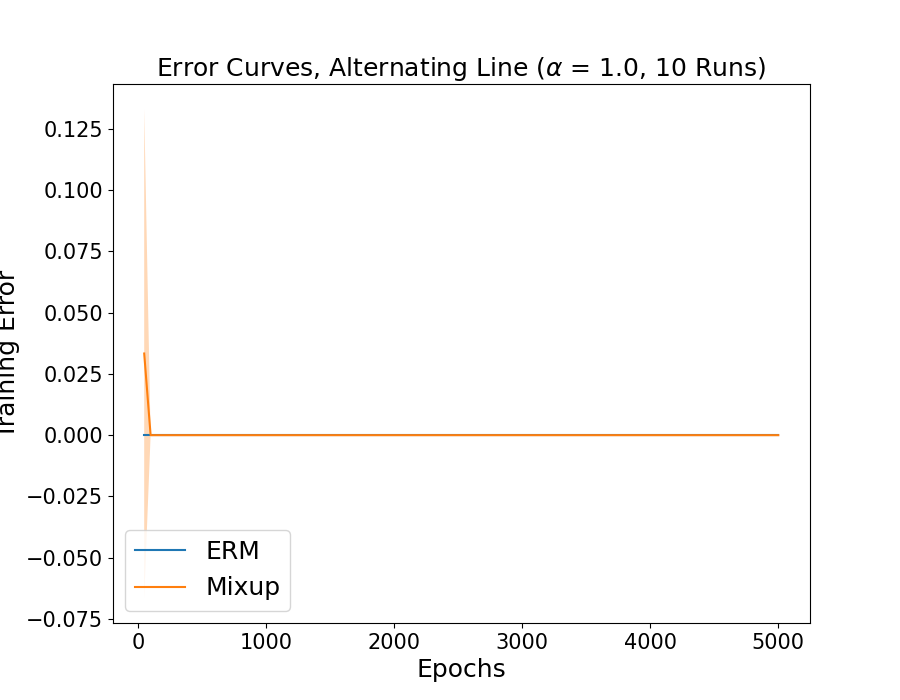 Error Curves, Alternating Line (α = 1.0, 10 Runs)
Training Error
0.125
0.100
0.075
0.050
0.025
0.000
−0.025
−0.050
−0.075
ERM
Mixup
0 1000 2000 3000 4000 5000
Epochs